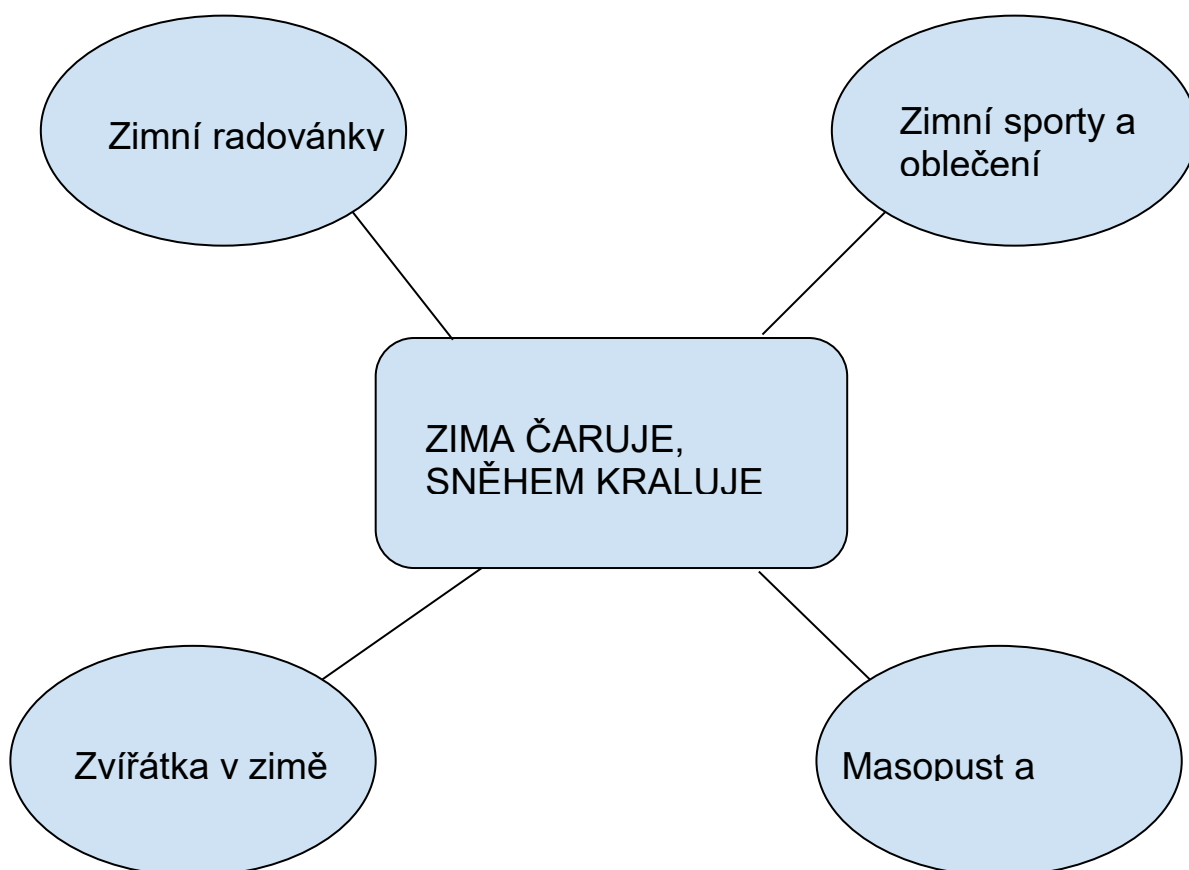 Zimní radovánky
Zimní sporty a
oblečení
ZIMA ČARUJE,
SNĚHEM KRALUJE
Zvířátka v zimě
Masopust a